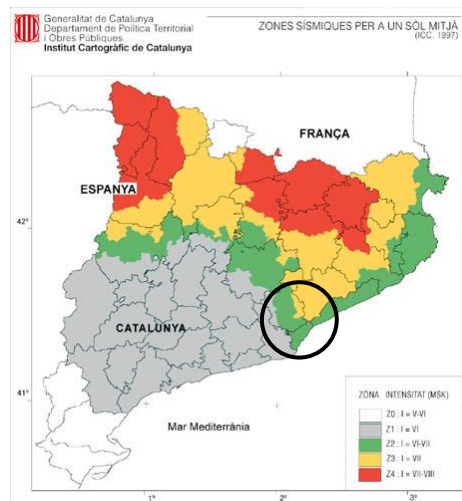 Generalitat de Catalunya
Departament de Política Territorial
i Obres Públiques
Institut Cartogràfic de Catalunya
ZONES SÍSMIQUES PER A UN SÒL MITJÀ
(ICC. 1997)
FRANÇA
ESPANYA
42°
CATALUNYA
41°
Mar Mediterrània
ZONA INTENSITAT (MSK)
Z0 : I = V-VI
Z1 : I = VI
Z2 : I = VI-VII
Z3 : I = VII
Z4 : I = VII-VIII
1° 2° 3°